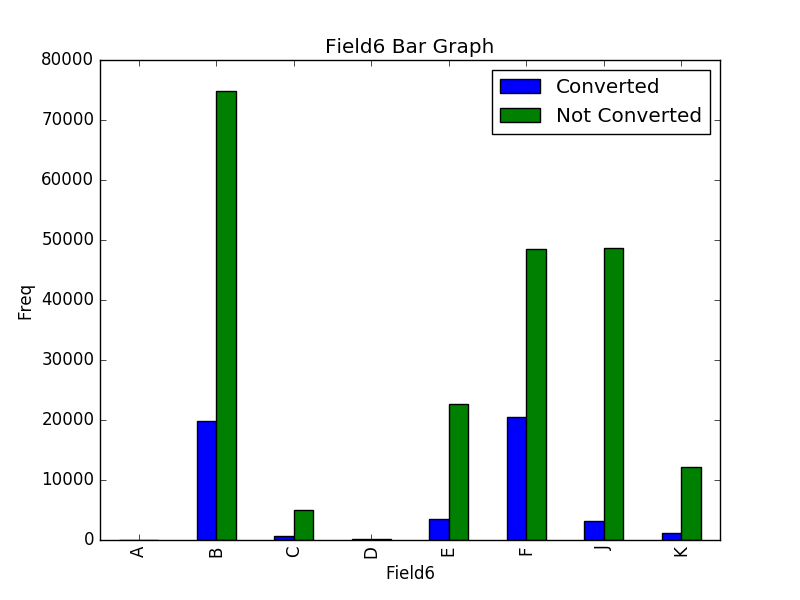 Field6 Bar Graph
Converted
Not Converted
80000
70000
60000
50000
40000
30000
20000
10000
0
Freq
A B C D E F J K
Field6